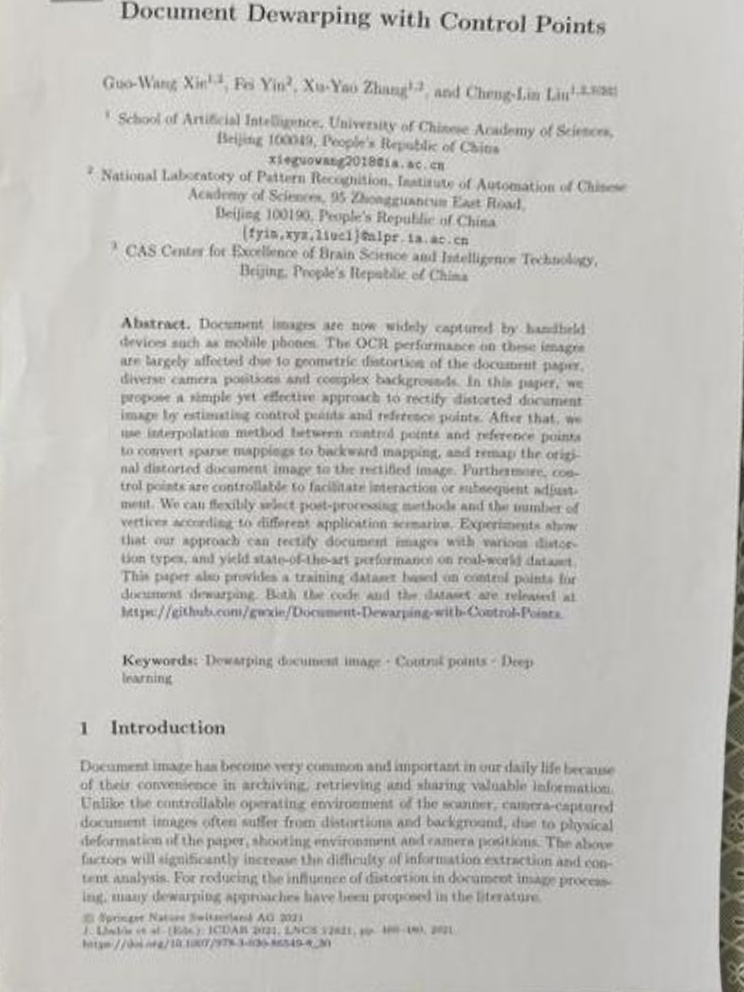 Document Dewarping with Control Points
Guo-Wang Xie1,2, Fei Yin2, Xu-Yao Zhang1,2, and Cheng-Lin Liu1,2,3
1 School of Artificial Intelligence, University of Chinese Academy of Sciences,
Beijing 100049, People's Republic of China
xieguowang2018@ia.ac.cn
2 National Laboratory of Pattern Recognition, Institute of Automation of Chinese
Academy of Sciences, 95 Zhongguancun East Road,
Beijing 100190, People's Republic of China
{fyin,xyz,liucl}@nlpr.ia.ac.cn
3 CAS Center for Excellence of Brain Science and Intelligence Technology,
Beijing, People's Republic of China
Abstract. Document images are now widely captured by handheld
devices such as mobile phones. The OCR performance on these images
are largely affected due to geometric distortion of the document paper,
diverse camera positions and complex backgrounds. In this paper, we
propose a simple yet effective approach to rectify distorted document
image by estimating control points and reference points. After that, we
use interpolation method between control points and reference points
to convert sparse mappings to backward mapping, and remap the origi-
nal distorted document image to the rectified image. Furthermore, con-
trol points are controllable to facilitate interaction or subsequent adjust-
ment. We can flexibly select post-processing methods and the number of
vertices according to different application scenarios. Experiments show
that our approach can rectify document images with various distor-
tion types, and yield state-of-the-art performance on real-world dataset.
This paper also provides a training dataset based on control points for
document dewarping. Both the code and the dataset are released at
https://github.com/gwxie/Document-Dewarping-with-Control-Points.
Keywords: Dewarping document image · Control points · Deep
learning
1 Introduction
Document image has become very common and important in our daily life because
of their convenience in archiving, retrieving and sharing valuable information.
Unlike the controllable operating environment of the scanner, camera-captured
document images often suffer from distortions and background, due to physical
deformation of the paper, shooting environment and camera positions. The above
factors will significantly increase the difficulty of information extraction and con-
tent analysis. For reducing the influence of distortion in document image process-
ing, many dewarping approaches have been proposed in the literature.
© Springer Nature Switzerland AG 2021
J. Lladós et al. (Eds.): ICDAR 2021, LNCS 12821, pp. 2021.
https://doi.org/10.1007/978-3-030-86549-8_30